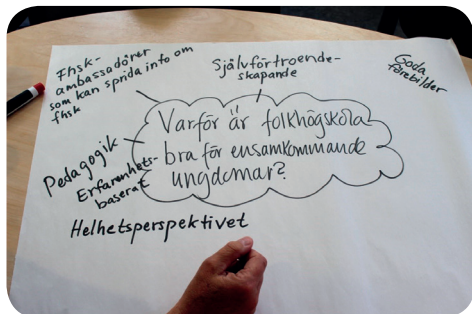 Fhsk-
ambassadörer
som kan sprida info om
fhsk
Självförtroende-
skapande
Goda
förebilder
Varför är folkhögskola
bra för ensamkommande
ungdomar?
Pedagogik
Erfarenhets-
baserat
Helhetsperspektivet